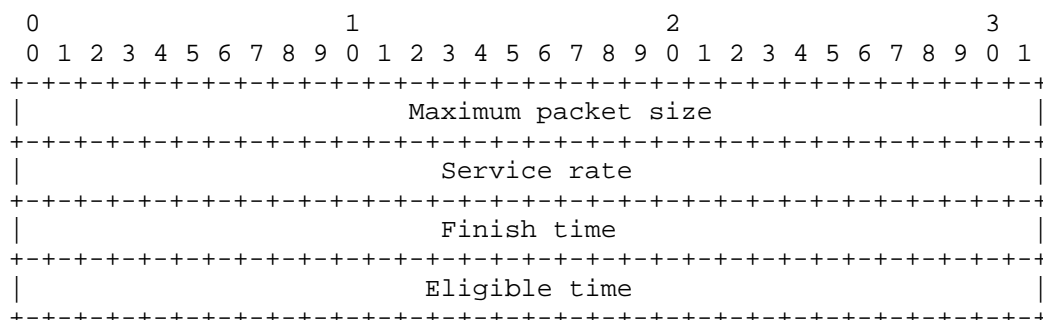 0                   1                   2                   3
 0 1 2 3 4 5 6 7 8 9 0 1 2 3 4 5 6 7 8 9 0 1 2 3 4 5 6 7 8 9 0 1
+-+-+-+-+-+-+-+-+-+-+-+-+-+-+-+-+-+-+-+-+-+-+-+-+-+-+-+-+-+-+-+-+
|                        Maximum packet size                    |
+-+-+-+-+-+-+-+-+-+-+-+-+-+-+-+-+-+-+-+-+-+-+-+-+-+-+-+-+-+-+-+-+
|                          Service rate                         |
+-+-+-+-+-+-+-+-+-+-+-+-+-+-+-+-+-+-+-+-+-+-+-+-+-+-+-+-+-+-+-+-+
|                          Finish time                          |
+-+-+-+-+-+-+-+-+-+-+-+-+-+-+-+-+-+-+-+-+-+-+-+-+-+-+-+-+-+-+-+-+
|                         Eligible time                         |
+-+-+-+-+-+-+-+-+-+-+-+-+-+-+-+-+-+-+-+-+-+-+-+-+-+-+-+-+-+-+-+-+